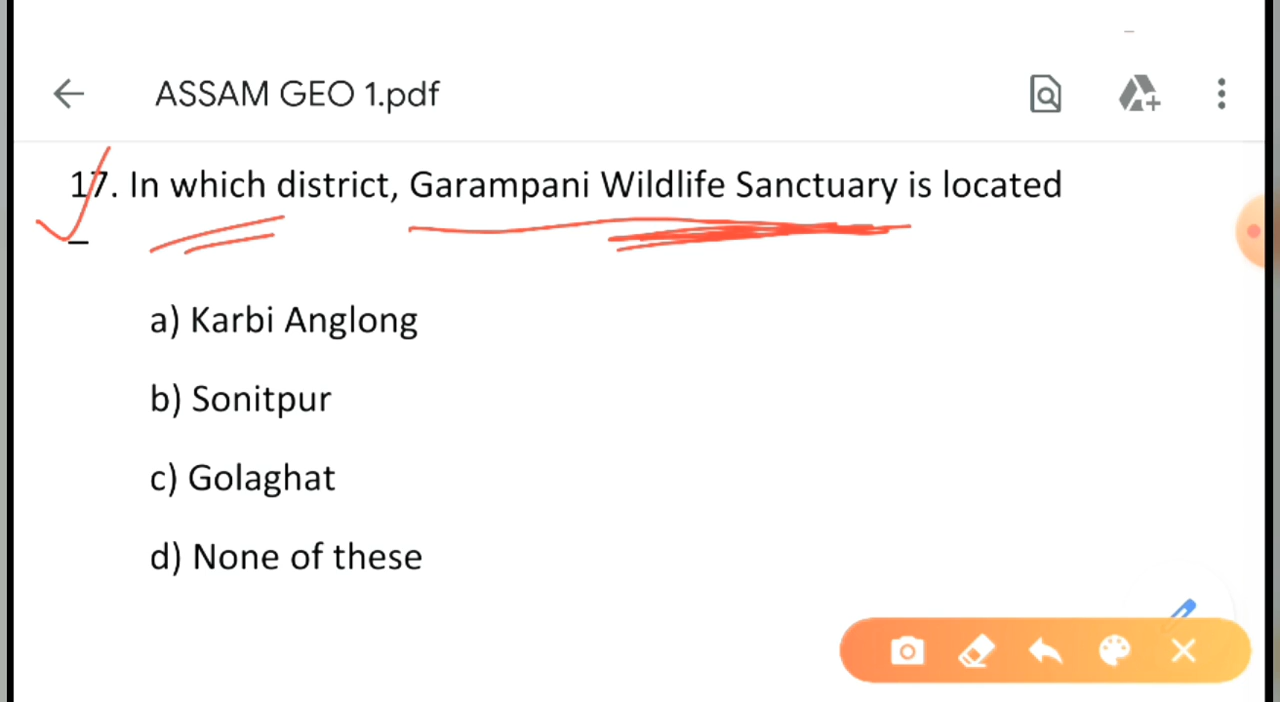 ASSAM GEO 1.pdf
17. In which district, Garampani Wildlife Sanctuary is located
_
a) Karbi Anglong
b) Sonitpur
c) Golaghat
d) None of these